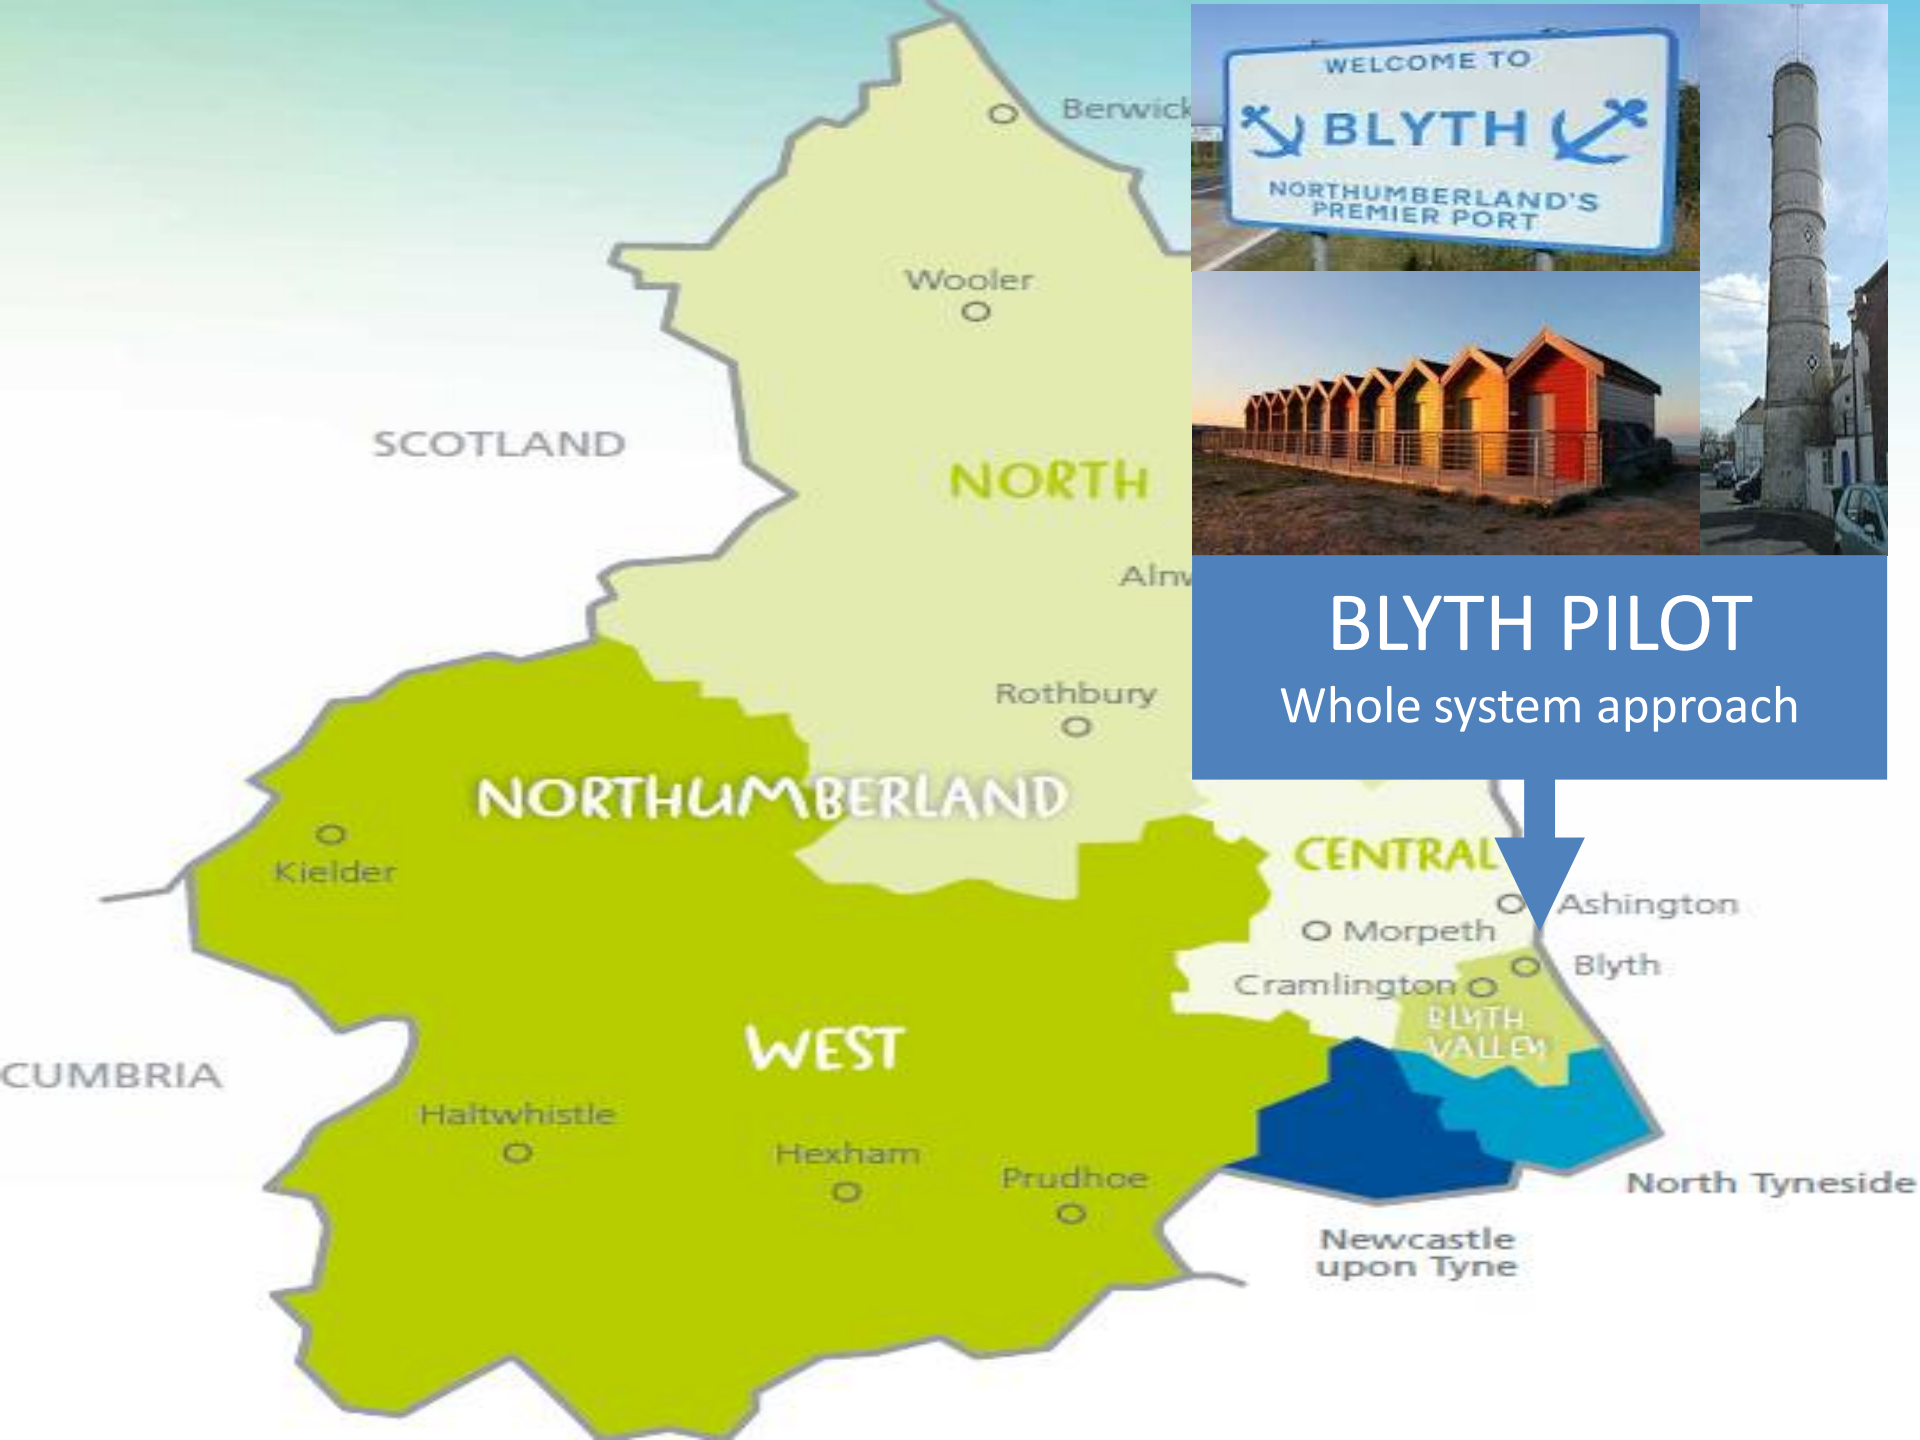 WELCOME TO
BLYTH
NORTHUMBERLAND'S
PREMIER PORT
BLYTH PILOT
Whole system approach
Wooler
SCOTLAND
NORTH
Rothbury
NORTHUMBERLAND
Kielder
CENTRAL
Ashington
Morpeth
Blyth
Cramlington
BLYTH
VALLEY
WEST
CUMBRIA
Haltwhistle
Hexham
Prudhoe
North Tyneside
Newcastle
upon Tyne
Berwick
Aln